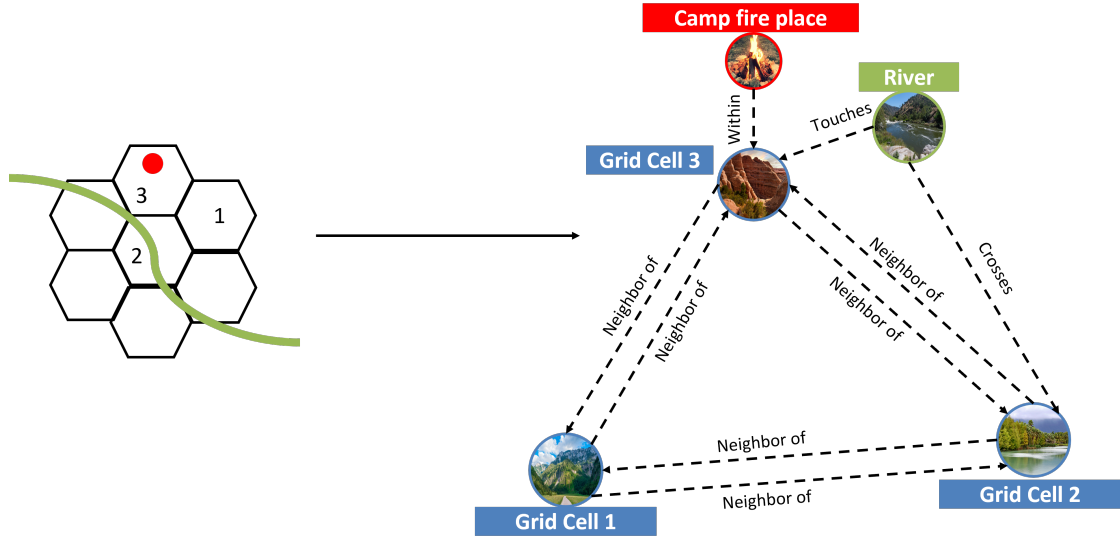 Camp fire place
River
Within
Touches
Grid Cell 3
3
1
2
Neighbor of
Neighbor of
Neighbor of
Neighbor of
Crosses
Neighbor of
Neighbor of
Grid Cell 1
Grid Cell 2